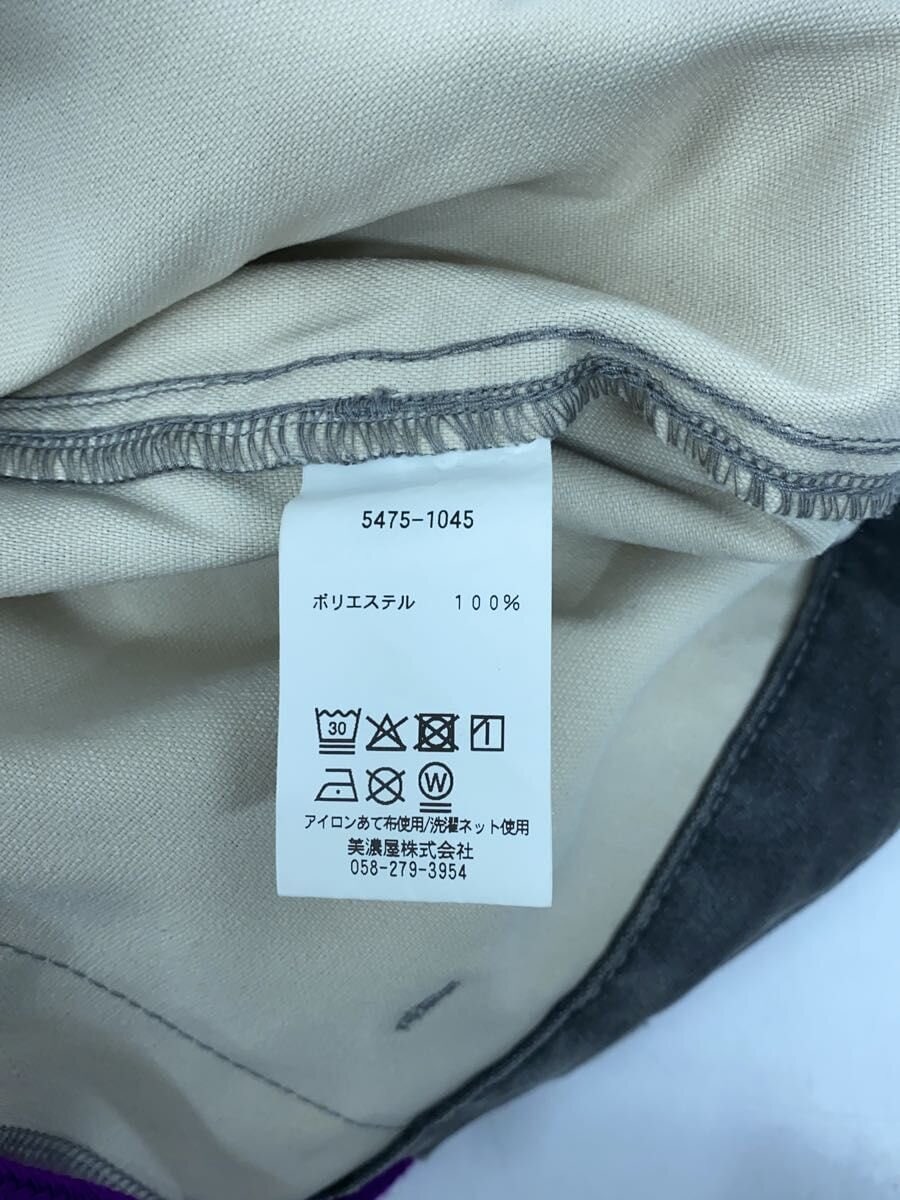 5475-1045
ポリエステル 100%
30
W
アイロンあて布使用/洗濯ネット使用
美濃屋株式会社
058-279-3954